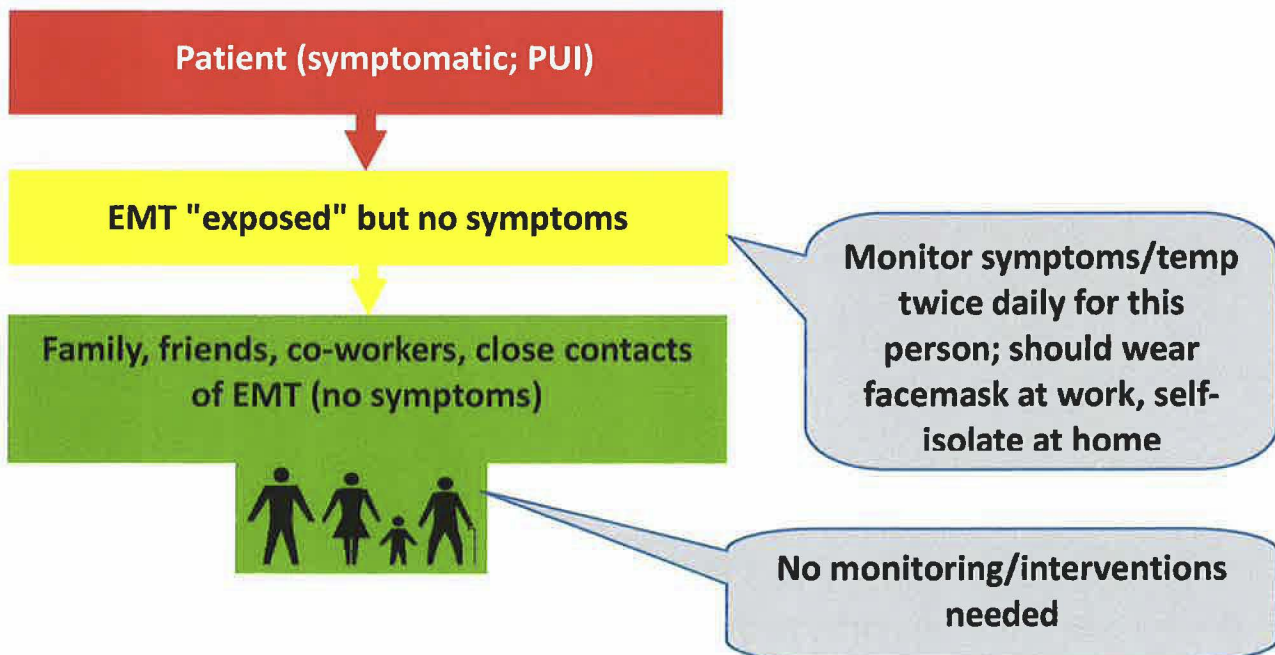 Patient (symptomatic; PUI)
EMT "exposed" but no symptoms
Monitor symptoms/temp
twice daily for this
person; should wear
facemask at work, self-
isolate at home
Family, friends, co-workers, close contacts
of EMT (no symptoms)
No monitoring/interventions
needed